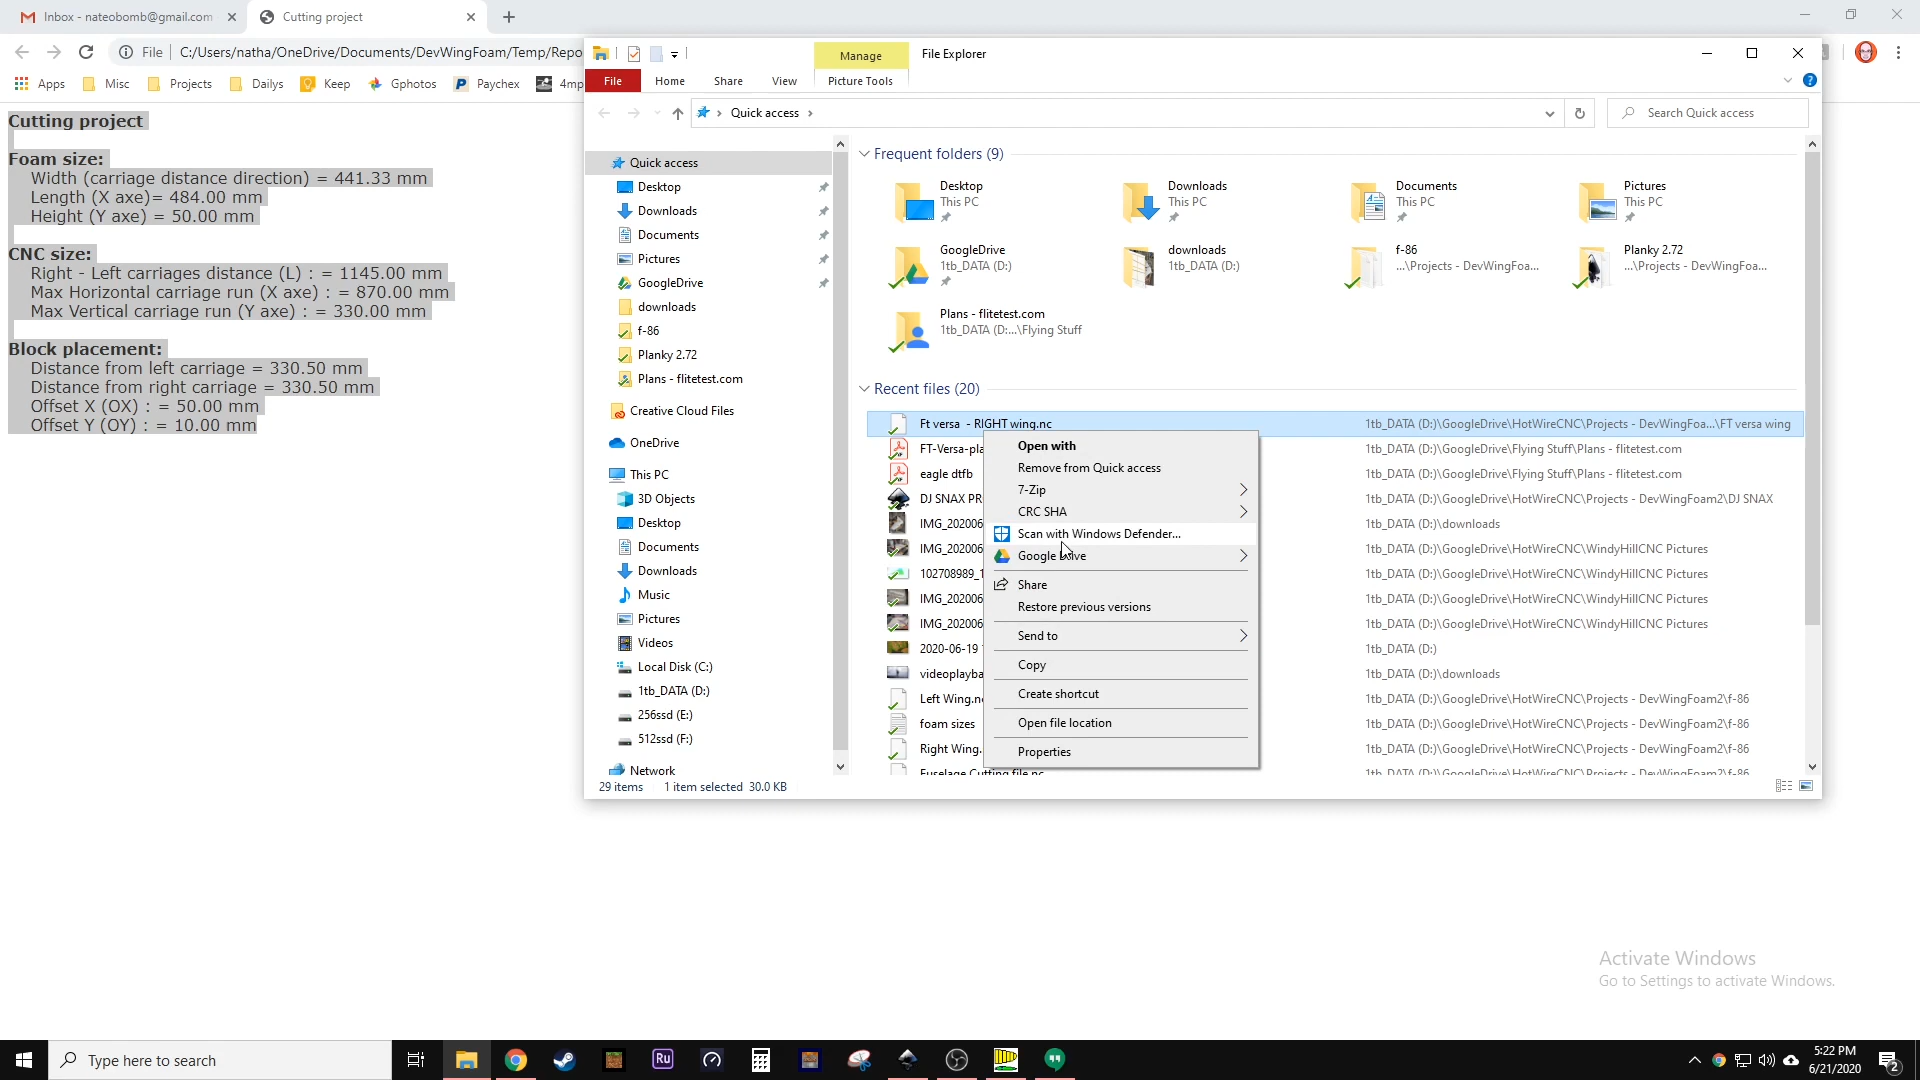 Inbox - nateobomb@gmail.com
Cutting project
File
C:/Users/natha/OneDrive/Documents/DevWingFoam/Temp/Repo
Apps
Misc
Projects
Dailys
Keep
Gphotos
Paychex
4mp
Cutting project
Foam size:
Width (carriage distance direction) = 441.33 mm
Length (X axe)= 484.00 mm
Height (Y axe) = 50.00 mm
CNC size:
Right - Left carriages distance (L) : = 1145.00 mm
Max Horizontal carriage run (X axe) : = 870.00 mm
Max Vertical carriage run (Y axe) : = 330.00 mm
Block placement:
Distance from left carriage = 330.50 mm
Distance from right carriage = 330.50 mm
Offset X (OX) : = 50.00 mm
Offset Y (OY) : = 10.00 mm
Manage
File Explorer
File
Home
Share
View
Picture Tools
Quick access
Search Quick access
Quick access
Desktop
Downloads
Documents
Pictures
GoogleDrive
downloads
f-86
Planky 2.72
Plans - flitetest.com
Creative Cloud Files
OneDrive
This PC
3D Objects
Desktop
Documents
Downloads
Music
Pictures
Videos
Local Disk (C:)
1tb_DATA (D:)
256ssd (E:)
512ssd (F:)
Network
Frequent folders (9)
Desktop
This PC
Downloads
This PC
Documents
This PC
Pictures
This PC
GoogleDrive
1tb_DATA (D:)
downloads
1tb_DATA (D:)
f-86
...\Projects - DevWingFoa...
Planky 2.72
...\Projects - DevWingFoa...
Plans - flitetest.com
1tb_DATA (D:...\Flying Stuff
Recent files (20)
Ft versa - RIGHT wing.nc 1tb_DATA (D:)\GoogleDrive\HotWireCNC\Projects - DevWingFoa...\FT versa wing
FT-Versa-pla 1tb_DATA (D:)\GoogleDrive\Flying Stuff\Plans - flitetest.com
eagle dtfb 1tb_DATA (D:)\GoogleDrive\Flying Stuff\Plans - flitetest.com
DJ SNAX PR 1tb_DATA (D:)\GoogleDrive\HotWireCNC\Projects - DevWingFoam2\DJ SNAX
IMG_202006 1tb_DATA (D:)\downloads
IMG_202006 1tb_DATA (D:)\GoogleDrive\HotWireCNC\WindyHillCNC Pictures
102708989_1 1tb_DATA (D:)\GoogleDrive\HotWireCNC\WindyHillCNC Pictures
IMG_202006 1tb_DATA (D:)\GoogleDrive\HotWireCNC\WindyHillCNC Pictures
IMG_202006 1tb_DATA (D:)\GoogleDrive\HotWireCNC\WindyHillCNC Pictures
2020-06-19 1tb_DATA (D:)
videoplayba 1tb_DATA (D:)\downloads
Left Wing.n 1tb_DATA (D:)\GoogleDrive\HotWireCNC\Projects - DevWingFoam2\f-86
foam sizes 1tb_DATA (D:)\GoogleDrive\HotWireCNC\Projects - DevWingFoam2\f-86
Right Wing. 1tb_DATA (D:)\GoogleDrive\HotWireCNC\Projects - DevWingFoam2\f-86
Fuselage Cutting file.nc 1tb_DATA (D:)\GoogleDrive\HotWireCNC\Projects - DevWingFoam2\f-86
Open with
Remove from Quick access
7-Zip
CRC SHA
Scan with Windows Defender...
Google Drive
Share
Restore previous versions
Send to
Copy
Create shortcut
Open file location
Properties
29 items
1 item selected 30.0 KB
Activate Windows
Go to Settings to activate Windows.
Type here to search
Ru
5:22 PM
6/21/2020
2